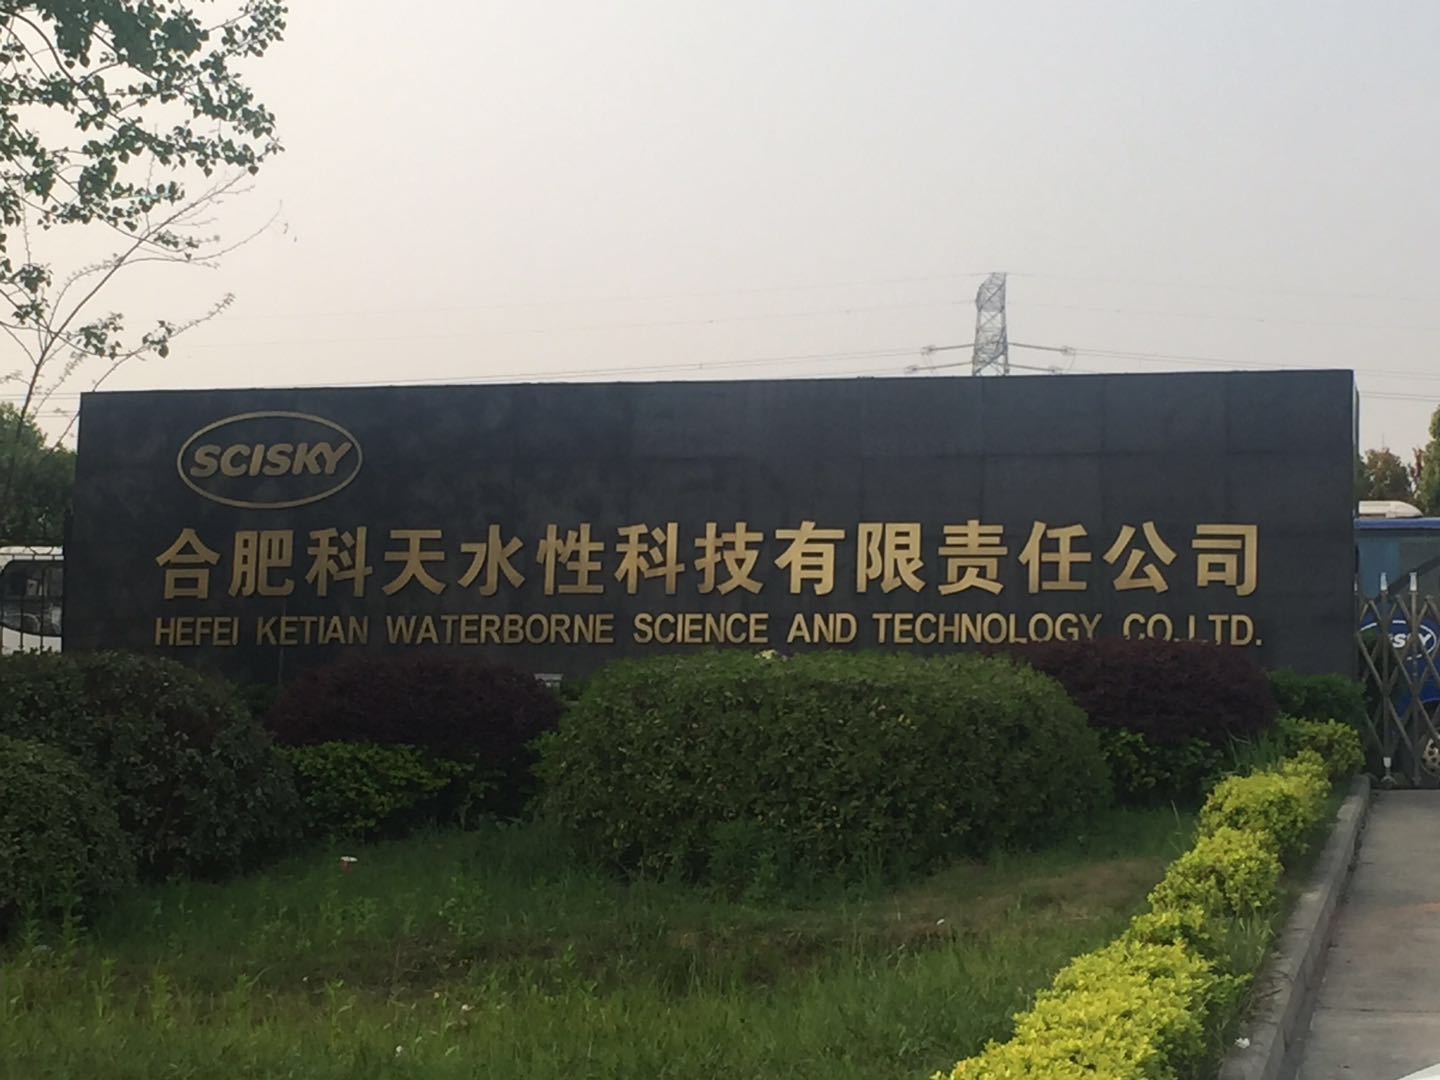 SCISKY
合肥科天水性科技有限责任公司
HEFEI KETIAN WATERBORNE SCIENCE AND TECHNOLOGY CO.LTD.